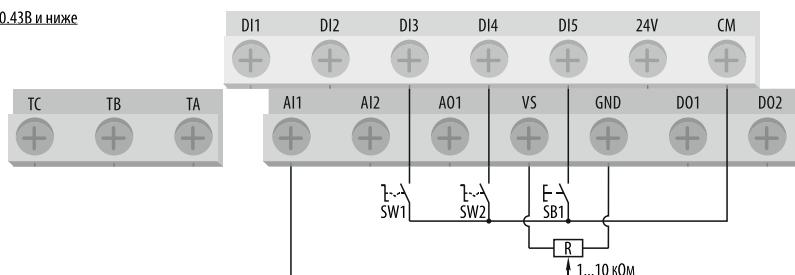 0.43В и ниже
DI1 DI2 DI3 DI4 DI5 24V CM
TC TB TA AI1 AI2 AO1 VS GND DO1 DO2
SW1 SW2 SB1
R
1...10 кОм